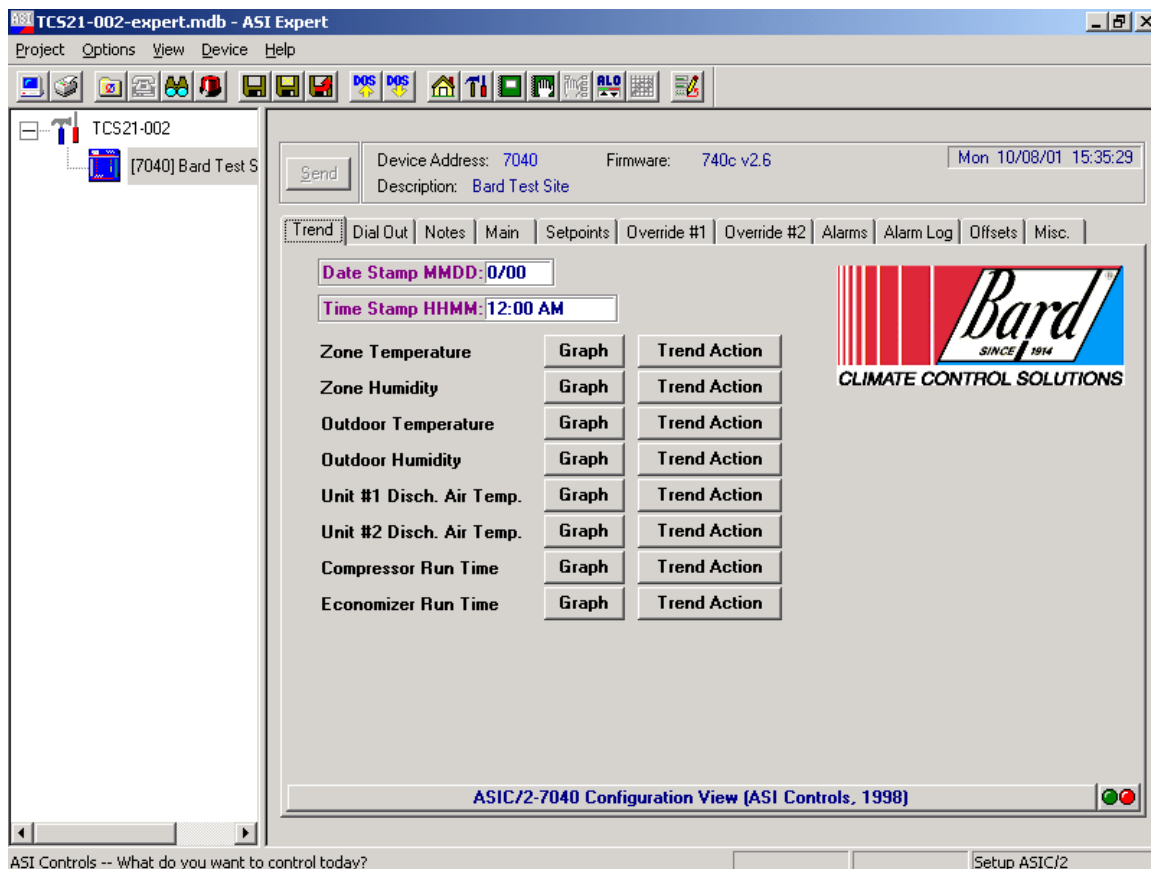 TCS21-002-expert.mdb - ASI Expert
Project Options View Device Help
DOS DOS
TCS21-002
[7040] Bard Test S
Send
Device Address: 7040 Firmware: 740c v2.6
Mon 10/08/01 15:35:29
Description: Bard Test Site
Trend Dial Out Notes Main Setpoints Override #1 Override #2 Alarms Alarm Log Offsets Misc.
Date Stamp MMDD: 0/00
Time Stamp HHMM: 12:00 AM
Bard ®
SINCE 1914
CLIMATE CONTROL SOLUTIONS
Zone Temperature Graph Trend Action
Zone Humidity Graph Trend Action
Outdoor Temperature Graph Trend Action
Outdoor Humidity Graph Trend Action
Unit #1 Disch. Air Temp. Graph Trend Action
Unit #2 Disch. Air Temp. Graph Trend Action
Compressor Run Time Graph Trend Action
Economizer Run Time Graph Trend Action
ASIC/2-7040 Configuration View (ASI Controls, 1998)
ASI Controls -- What do you want to control today?
Setup ASIC/2